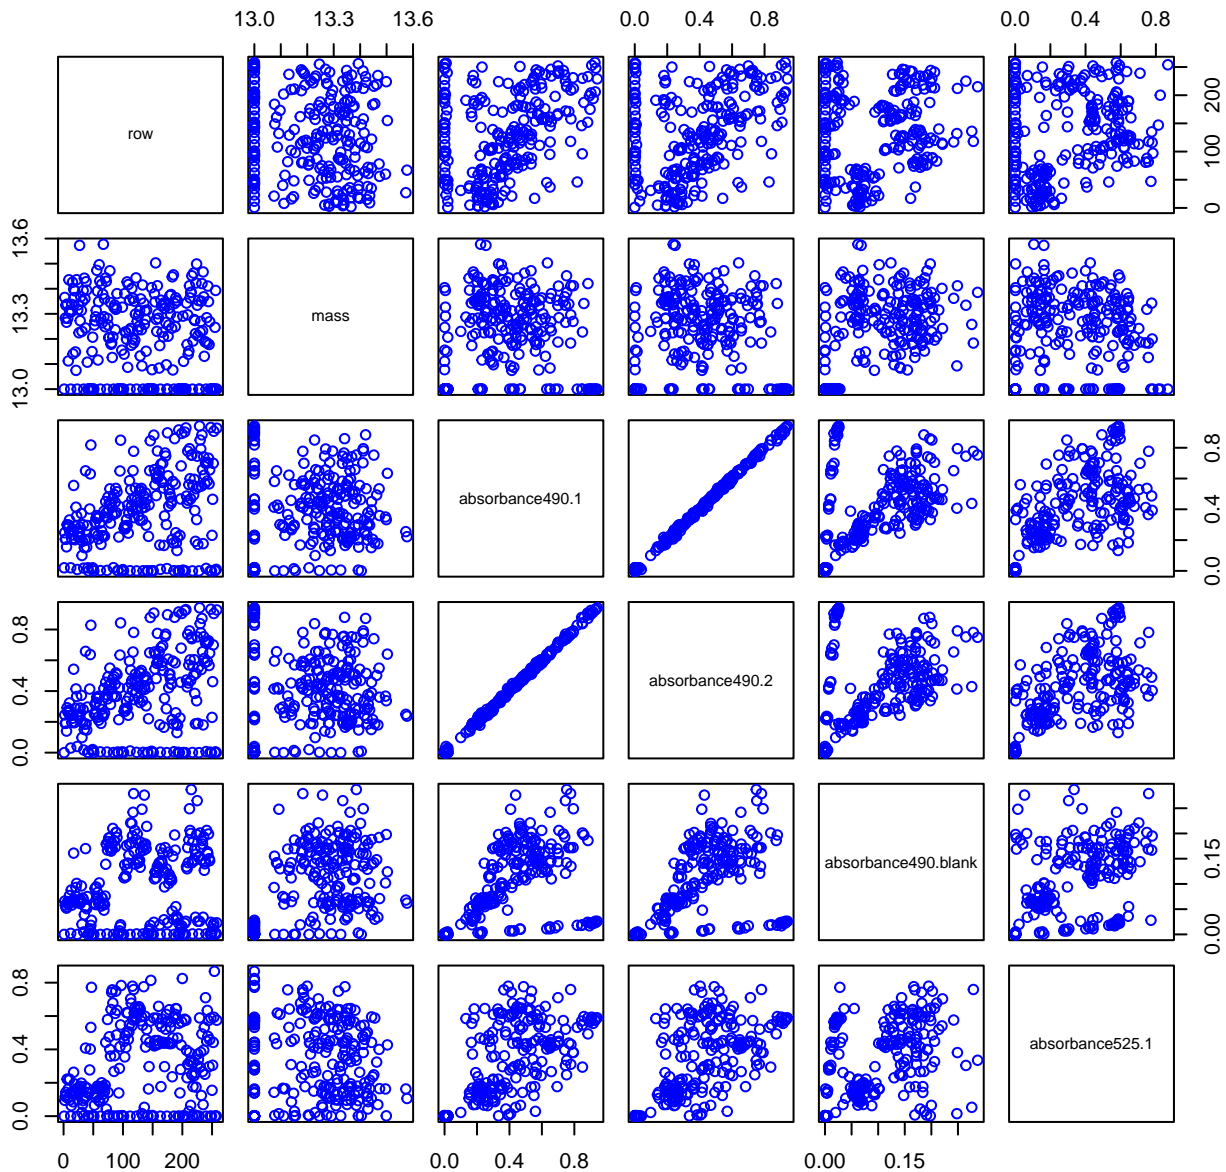 13.0 13.3 13.6 0.0 0.4 0.8 0.0 0.4 0.8
row
0 100 200
13.0 13.3 13.6
mass
absorbance490.1
0.0 0.4 0.8
0.0 0.4 0.8
absorbance490.2
absorbance490.blank
0.00 0.15
0.0 0.4 0.8
absorbance525.1
0 100 200 0.0 0.4 0.8 0.00 0.15